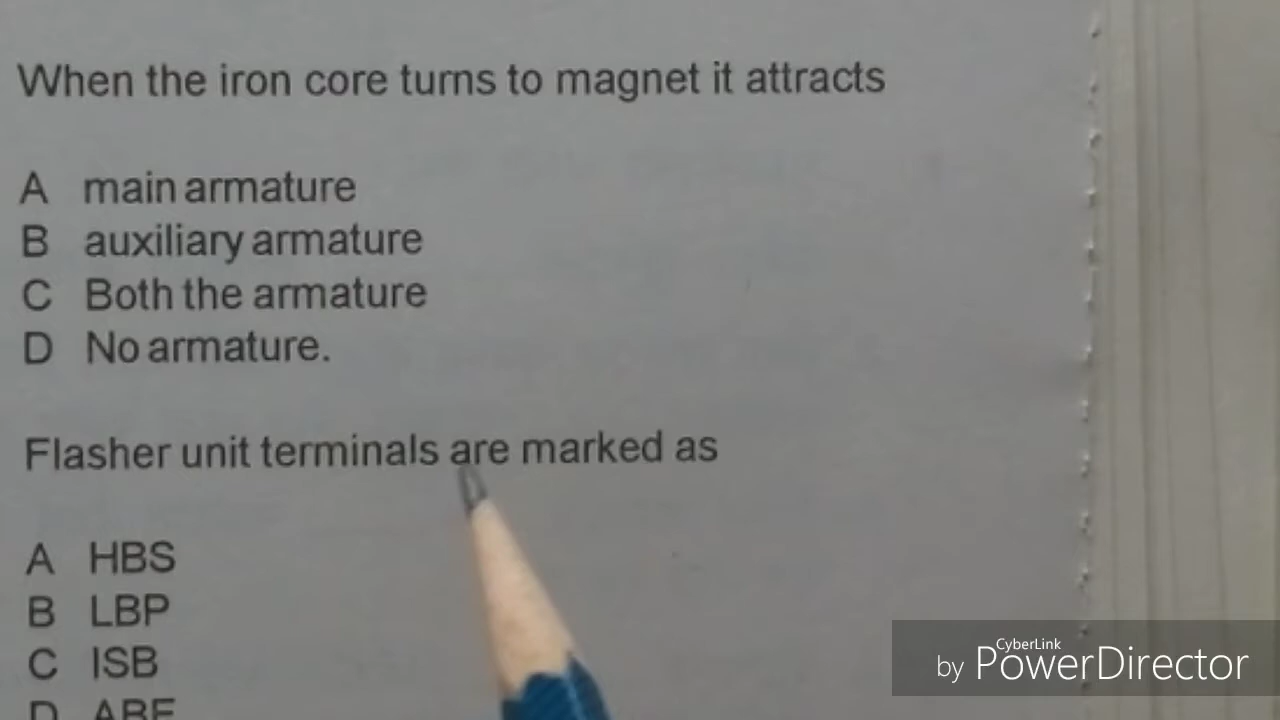 When the iron core turns to magnet it attracts
A main armature
B auxiliary armature
C Both the armature
D No armature.
Flasher unit terminals are marked as
A HBS
B LBP
C ISB
D
CyberLink
by PowerDirector